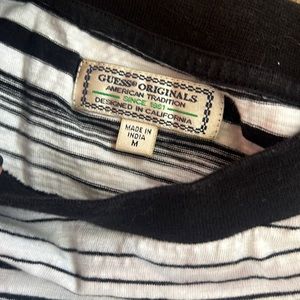 GUESS® ORIGINALS
AMERICAN TRADITION
SINCE 1981
DESIGNED IN CALIFORNIA
MADE IN
INDIA
M